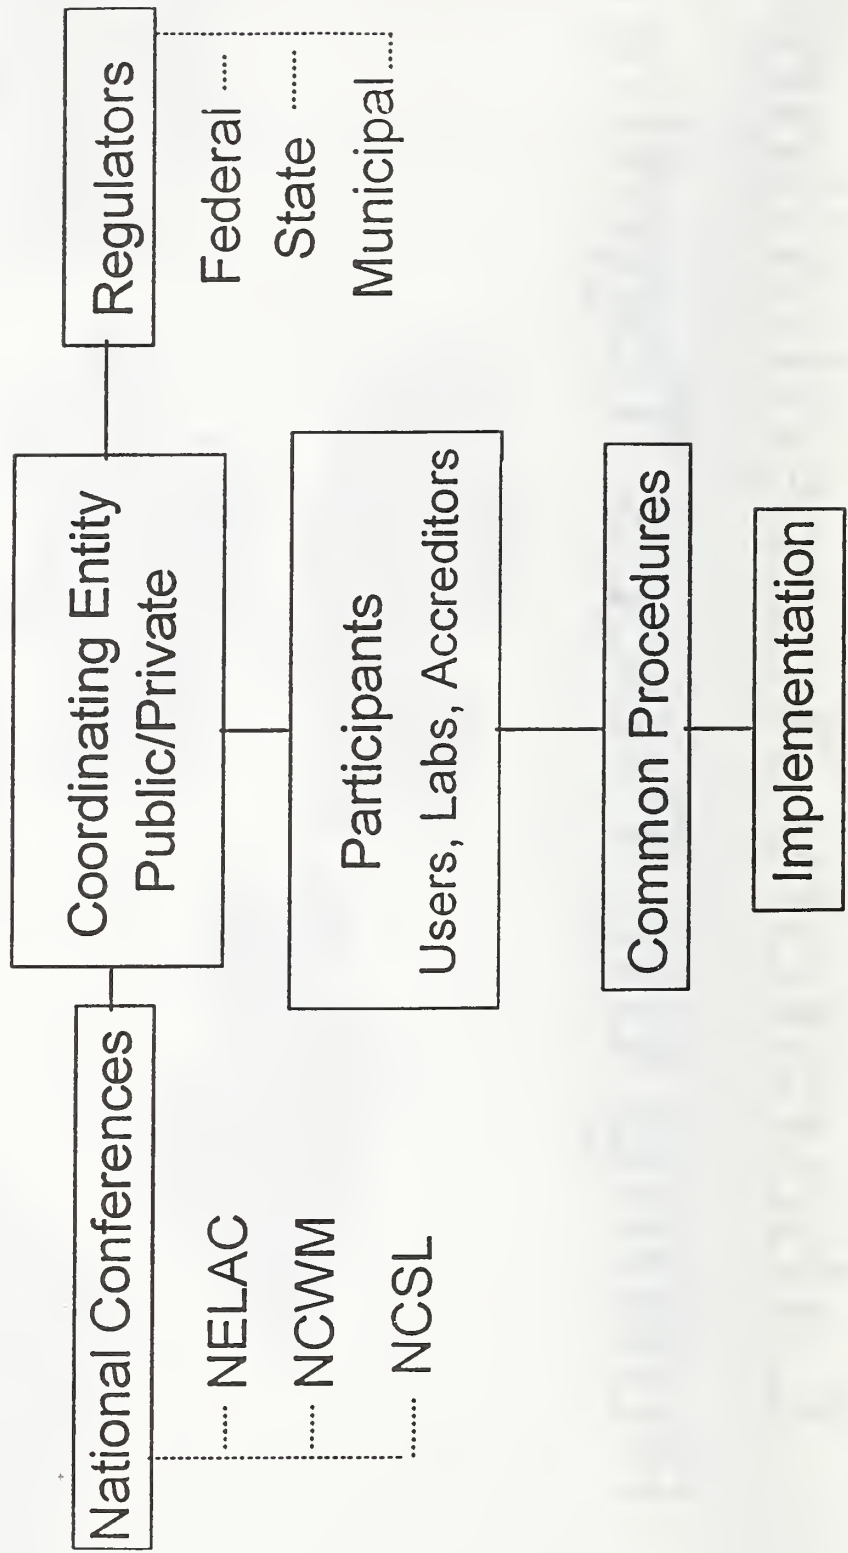 National Conferences
NELAC
NCWM
NCSL
Coordinating Entity
Public/Private
Regulators
Federal
State
Municipal
Participants
Users, Labs, Accreditors
Common Procedures
Implementation